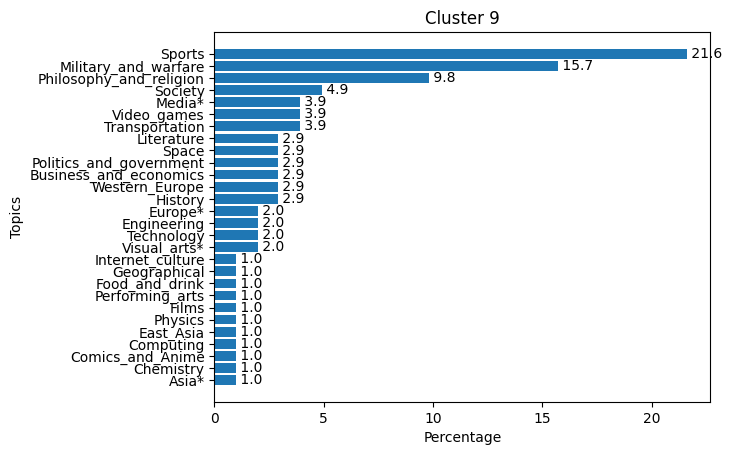 Cluster 9
Topics
Sports 21.6
Military_and_warfare 15.7
Philosophy_and_religion 9.8
Society 4.9
Media* 3.9
Video_games 3.9
Transportation 3.9
Literature 2.9
Space 2.9
Politics_and_government 2.9
Business_and_economics 2.9
Western_Europe 2.9
History 2.9
Europe* 2.0
Engineering 2.0
Technology 2.0
Visual_arts* 2.0
Internet_culture 1.0
Geographical 1.0
Food_and_drink 1.0
Performing_arts 1.0
Films 1.0
Physics 1.0
East_Asia 1.0
Computing 1.0
Comics_and_Anime 1.0
Chemistry 1.0
Asia* 1.0
0 5 10 15 20
Percentage